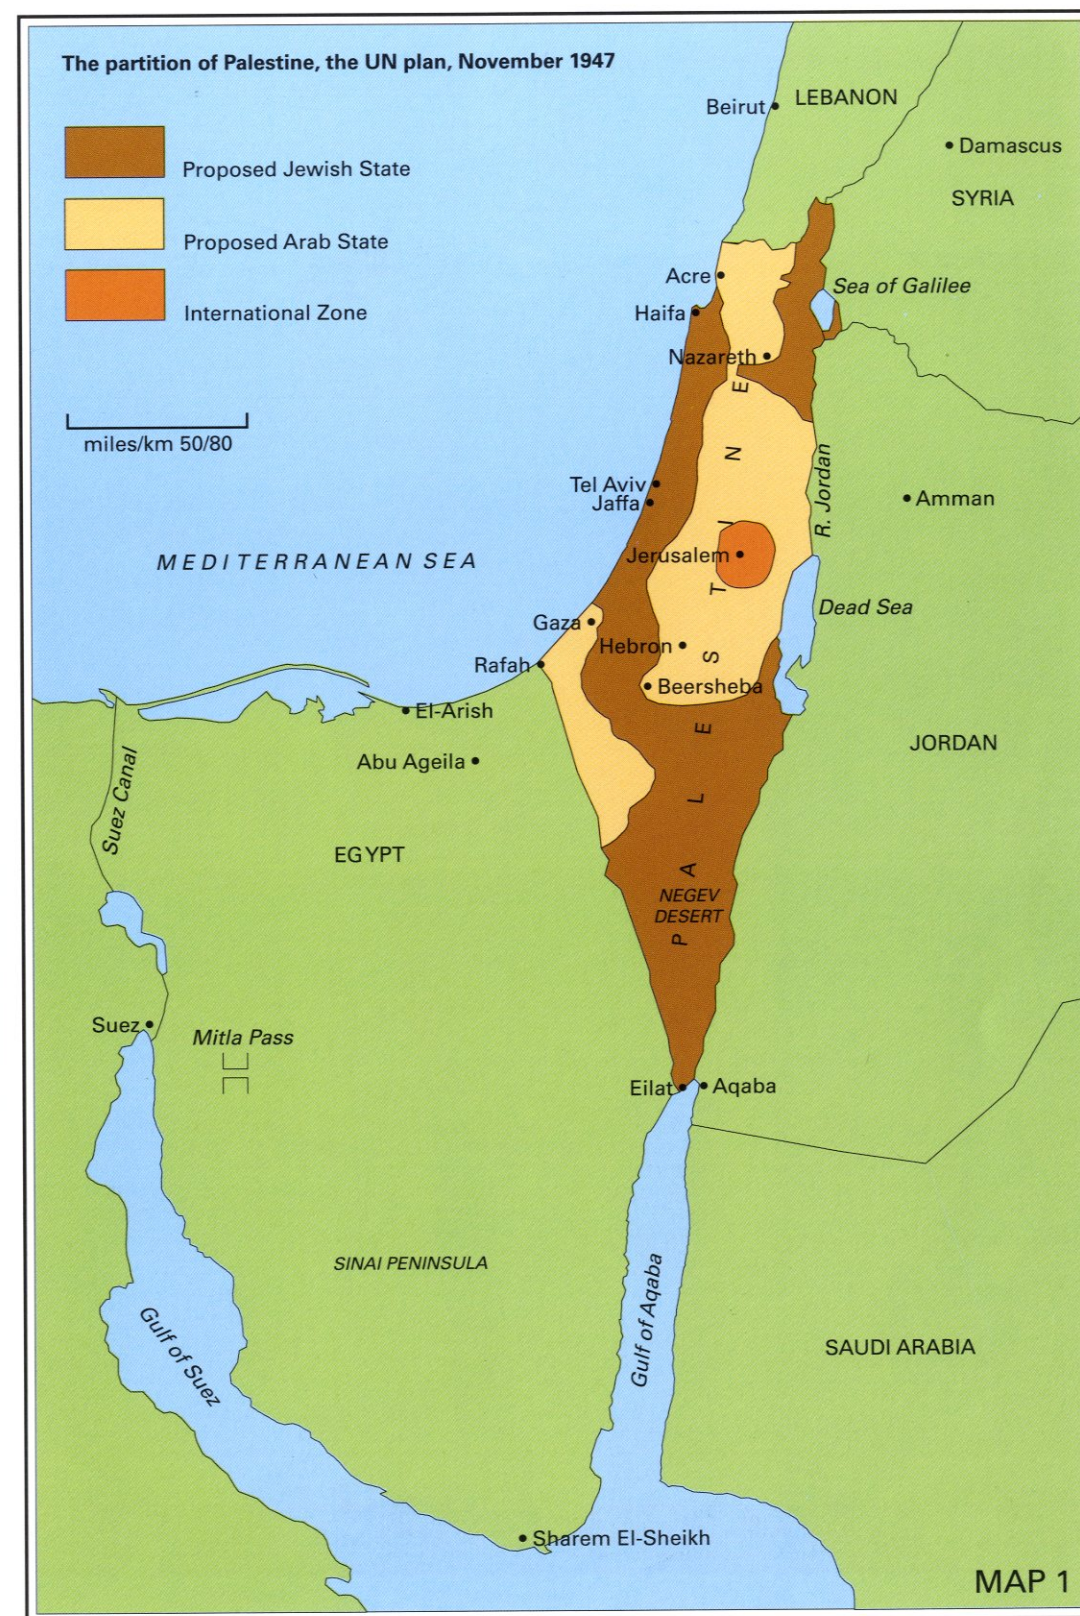 The partition of Palestine, the UN plan, November 1947
Proposed Jewish State
Proposed Arab State
International Zone
miles/km 50/80
Beirut
LEBANON
Damascus
SYRIA
Acre
Sea of Galilee
Haifa
Nazareth
Tel Aviv
Jaffa
R. Jordan
Amman
MEDITERRANEAN SEA
Jerusalem
Dead Sea
Gaza
Hebron
Rafah
Beersheba
El-Arish
Abu Ageila
JORDAN
Suez Canal
EGYPT
PALESTINE
NEGEV
DESERT
Suez
Mitla Pass
Eilat
Aqaba
SINAI PENINSULA
Gulf of Suez
Gulf of Aqaba
SAUDI ARABIA
Sharem El-Sheikh
MAP 1